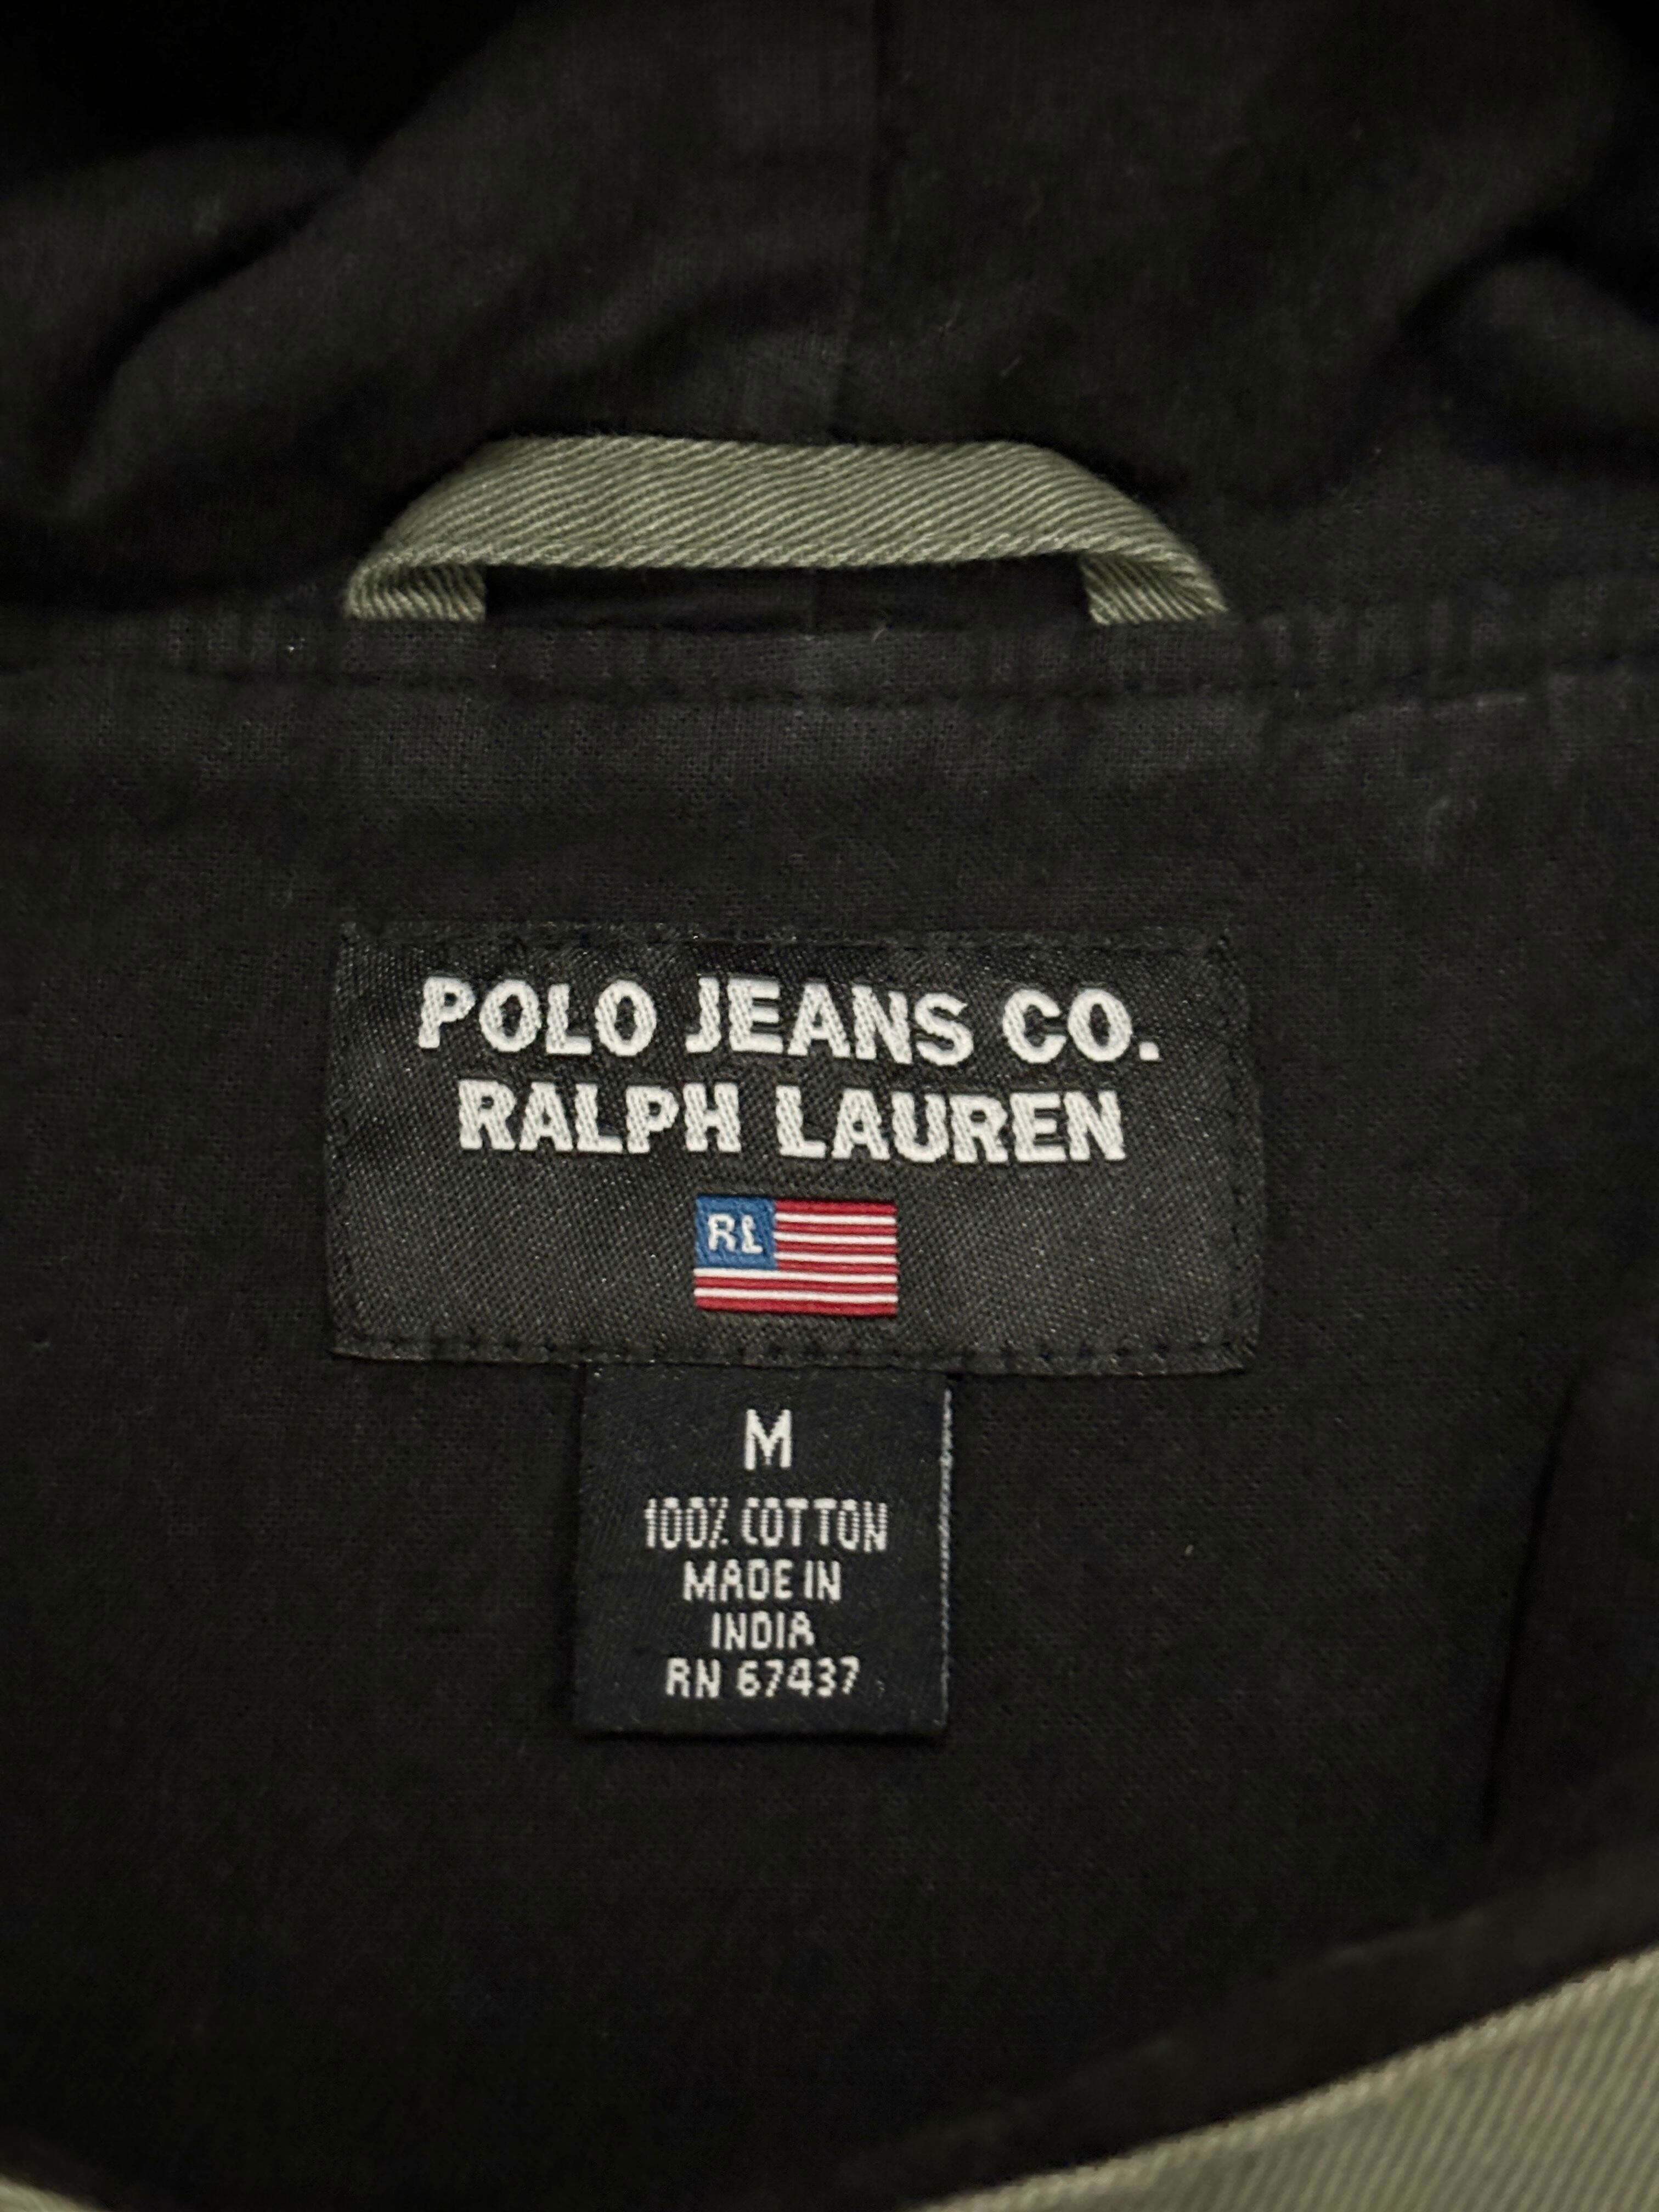 POLO JEANS CO.
RALPH LAUREN
RL
M
100% COTTON
MADE IN
INDIA
RN 67437